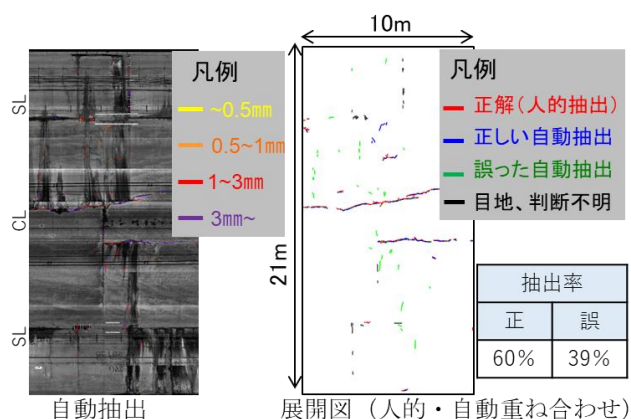 SL
CL
SL
凡例
~0.5㎜
0.5~1㎜
1~3㎜
3㎜~
自動抽出
10m
21m
凡例
正解(人的抽出)
正しい自動抽出
誤った自動抽出
目地、判断不明
抽出率
正 誤
60% 39%
展開図(人的・自動重ね合わせ)